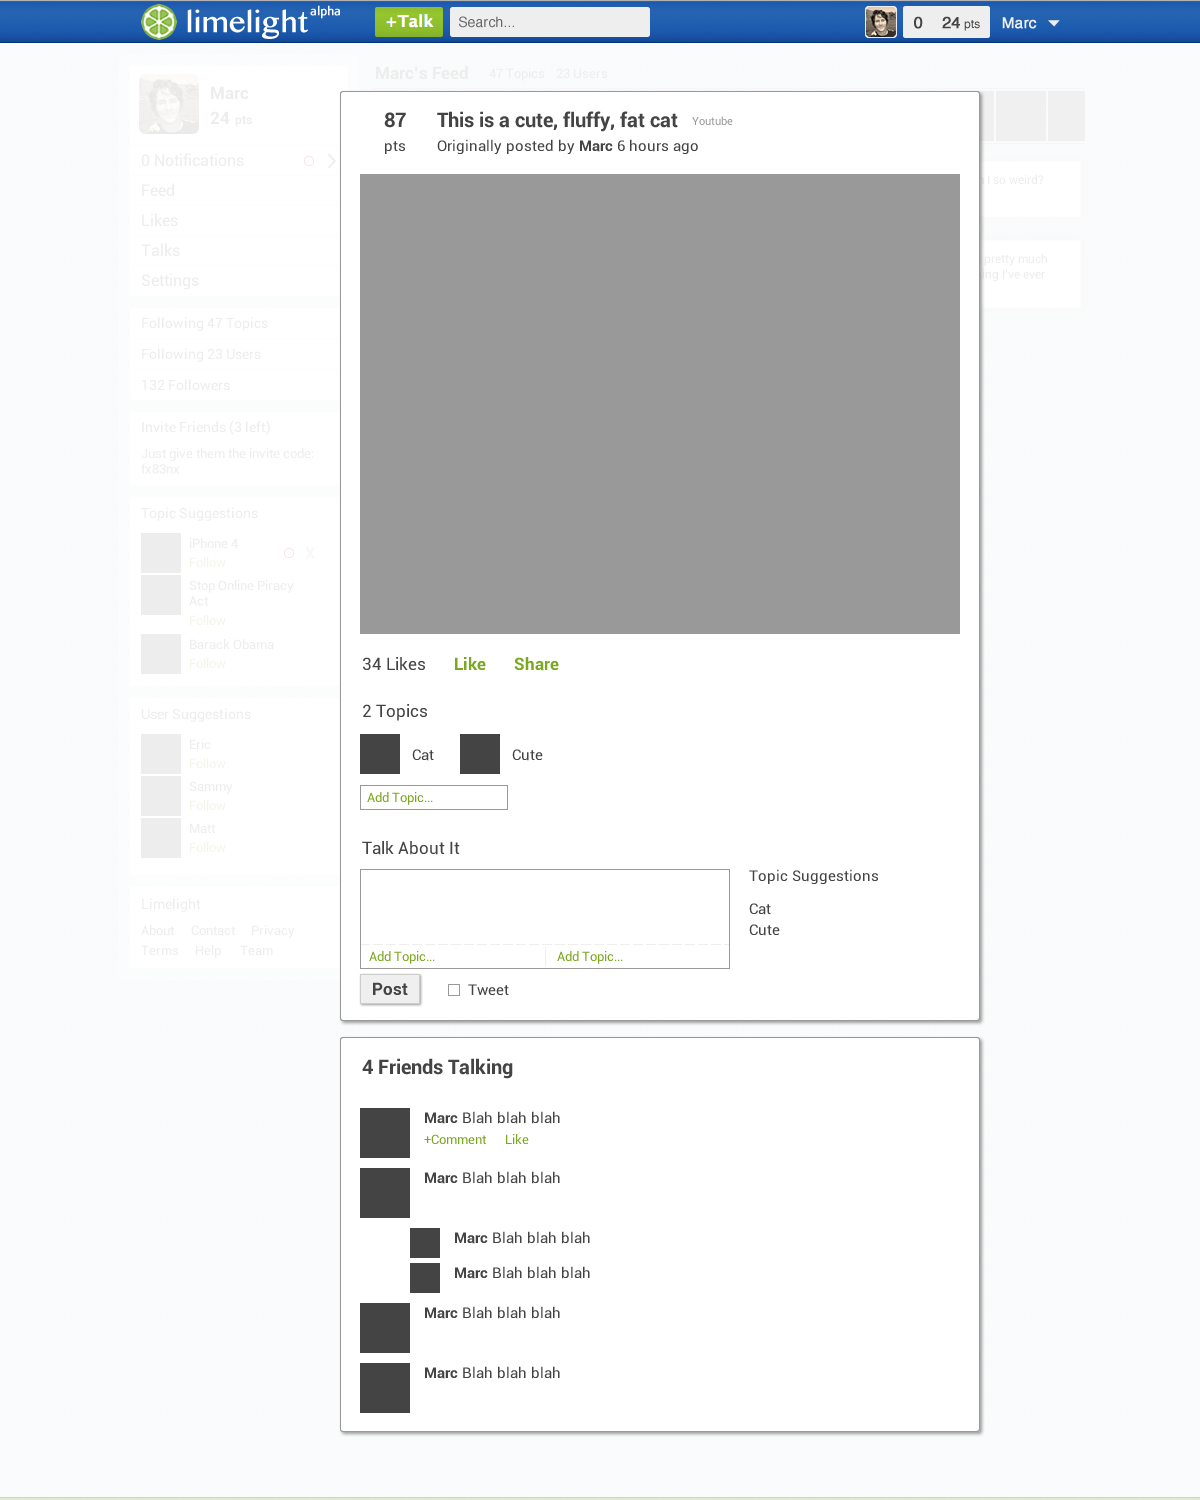 limelight alpha
+Talk
Search...
0 24 pts
Marc
Marc
24 pts
0 Notifications
Feed
Likes
Talks
Settings
Following 47 Topics
Following 23 Users
132 Followers
Invite Friends (3 left)
Just give them the invite code:
fx83nx
Topic Suggestions
iPhone 4
Follow
X
Stop Online Piracy
Act
Follow
Barack Obama
Follow
User Suggestions
Eric
Follow
Sammy
Follow
Matt
Follow
Limelight
About Contact Privacy
Terms Help Team
Marc's Feed 47 Topics 23 Users
I so weird?
pretty much
ing I've ever
87
pts
This is a cute, fluffy, fat cat Youtube
Originally posted by Marc 6 hours ago
34 Likes Like Share
2 Topics
Cat Cute
Add Topic...
Talk About It
Add Topic... Add Topic...
Post Tweet
Topic Suggestions
Cat
Cute
4 Friends Talking
Marc Blah blah blah
+Comment Like
Marc Blah blah blah
Marc Blah blah blah
Marc Blah blah blah
Marc Blah blah blah
Marc Blah blah blah